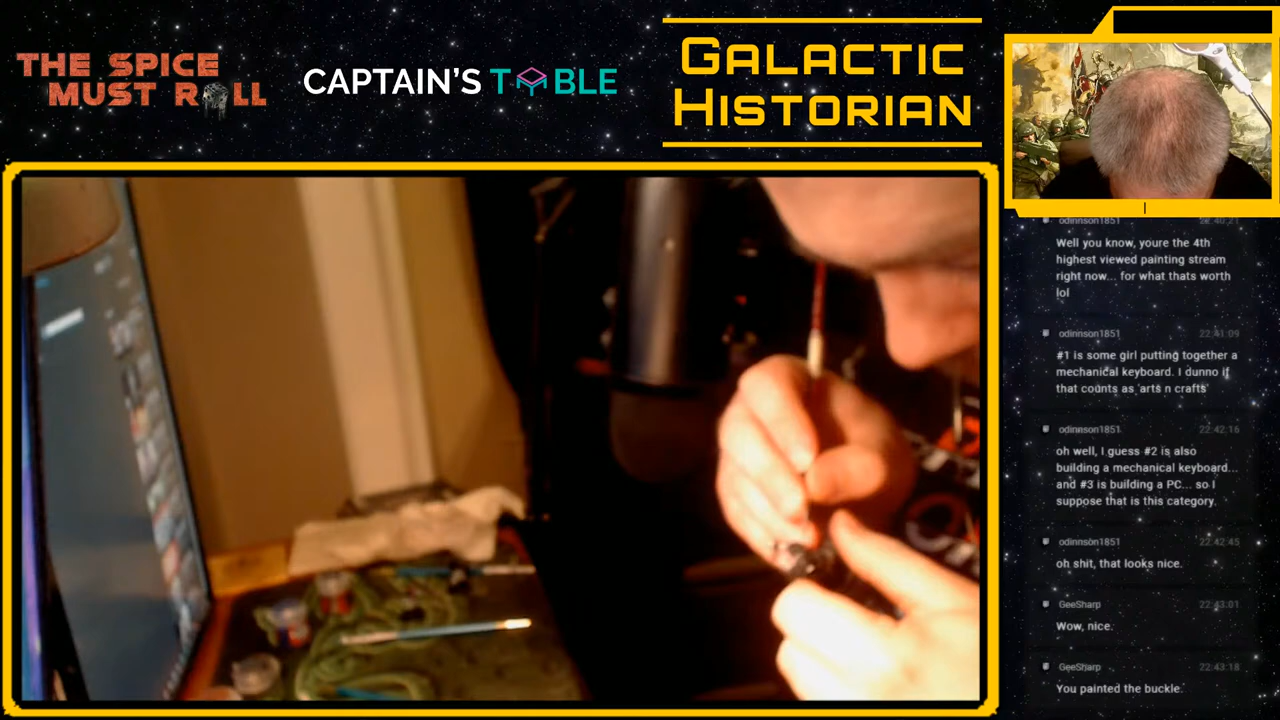 THE SPICE
MUST ROLL
CAPTAIN'S TABLE
GALACTIC
HISTORIAN
odinnson1851 22:40:21
Well you know, youre the 4th
highest viewed painting stream
right now... for what thats worth
lol
odinnson1851 22:41:09
#1 is some girl putting together a
mechanical keyboard. I dunno if
that counts as 'arts n crafts'
odinnson1851 22:42:16
oh well, I guess #2 is also
building a mechanical keyboard...
and #3 is building a PC... so I
suppose that is this category.
odinnson1851 22:42:45
oh shit, that looks nice.
GeeSharp 22:43:01
Wow, nice.
GeeSharp 22:43:18
You painted the buckle.